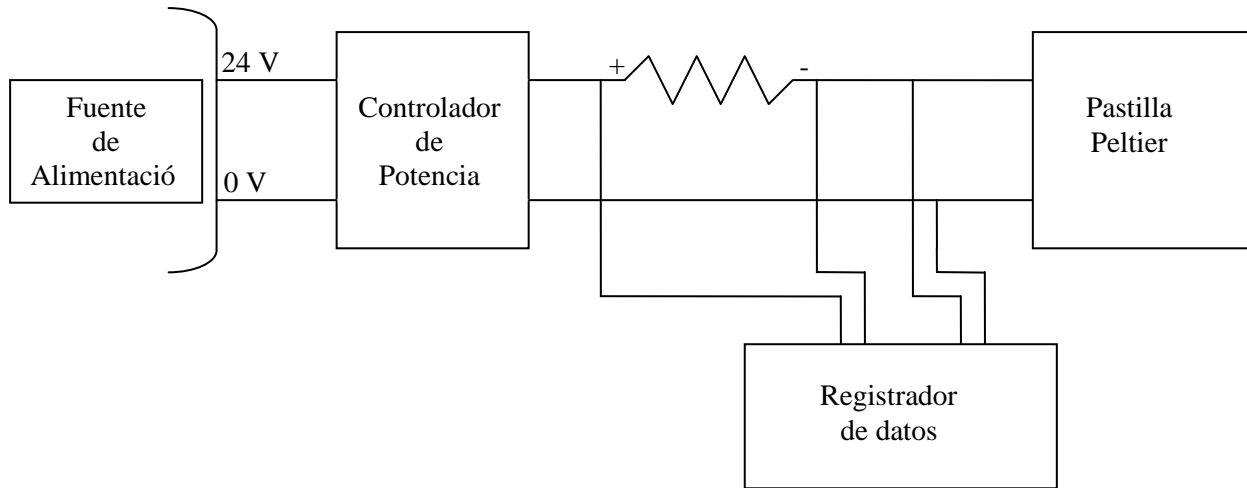 24 V
+
-
Fuente
de
Alimentació
Controlador
de
Potencia
Pastilla
Peltier
0 V
Registrador
de datos